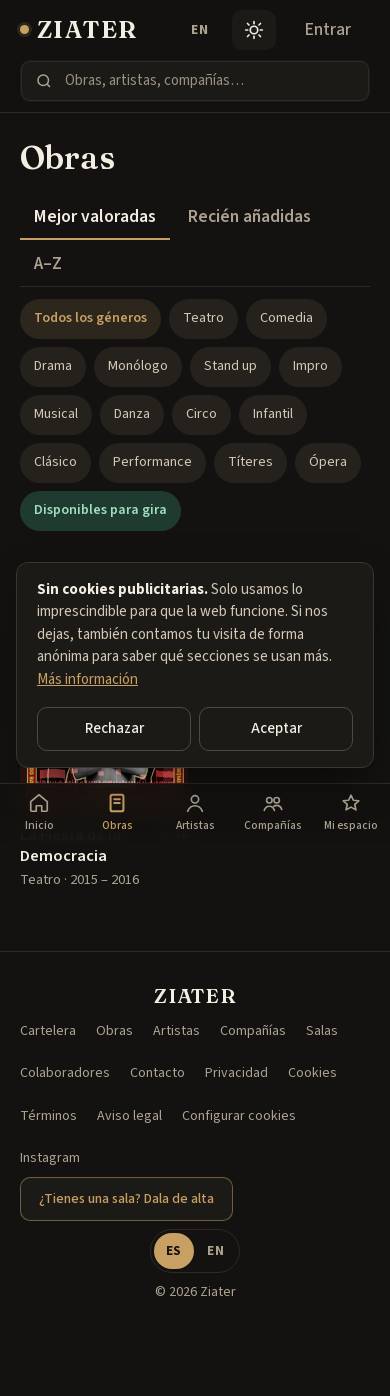 ZIATER
EN
Entrar
Obras, artistas, compañías…
Obras
Mejor valoradas
Recién añadidas
A–Z
Todos los géneros
Teatro
Comedia
Drama
Monólogo
Stand up
Impro
Musical
Danza
Circo
Infantil
Clásico
Performance
Títeres
Ópera
Disponibles para gira
Sin cookies publicitarias. Solo usamos lo
imprescindible para que la web funcione. Si nos
dejas, también contamos tu visita de forma
anónima para saber qué secciones se usan más.
Más información
Rechazar
Aceptar
Inicio
Obras
Artistas
Compañías
Mi espacio
Democracia
Teatro · 2015 – 2016
ZIATER
Cartelera
Obras
Artistas
Compañías
Salas
Colaboradores
Contacto
Privacidad
Cookies
Términos
Aviso legal
Configurar cookies
Instagram
¿Tienes una sala? Dala de alta
ES
EN
© 2026 Ziater